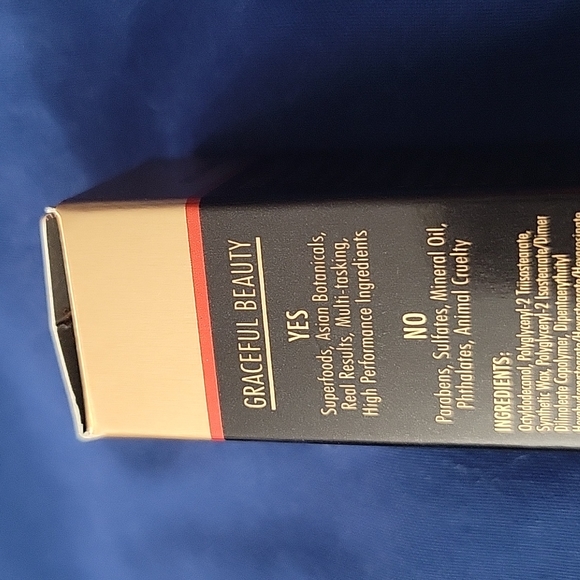 GRACEFUL BEAUTY
YES
Superfoods, Asian Botanicals,
Real Results, Multi-tasking,
High Performance Ingredients
NO
Parabens, Sulfates, Mineral Oil,
Phthalates, Animal Cruelty
INGREDIENTS:
Octyldodecanol, Polyglyceryl-2 Triisostearate,
Synthetic Wax, Polyglyceryl-2 Isostearate/Dimer
Dilinoleate Copolymer, Dipentaerythrityl